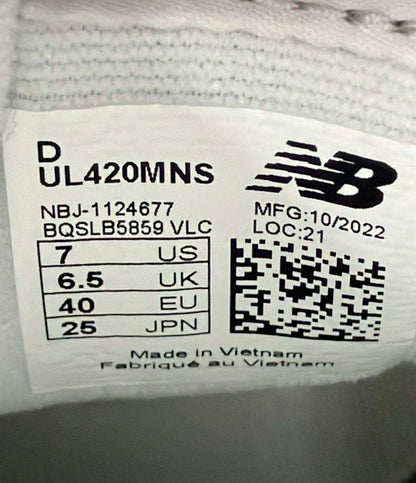 D
UL420MNS
NB
NBJ-1124677
BQSLB5859 VLC
MFG:10/2022
LOC:21
7 US
6.5 UK
40 EU
25 JPN
Made in Vietnam
Fabriqué au Vietnam